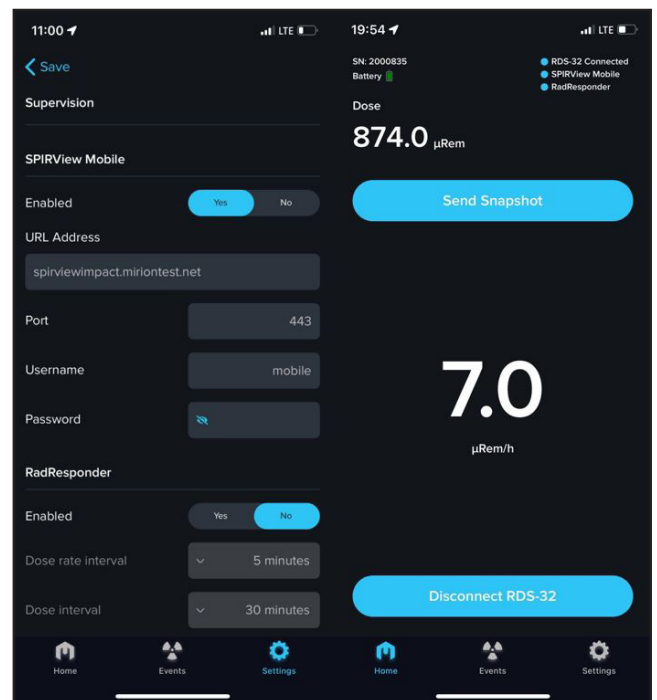 11:00
LTE
Save
Supervision
SPIRView Mobile
Enabled
Yes No
URL Address
spirviewimpact.miriontest.net
Port 443
Username mobile
Password
RadResponder
Enabled
Yes No
Dose rate interval 5 minutes
Dose interval 30 minutes
Home Events Settings
19:54
LTE
SN: 2000835
Battery
RDS-32 Connected
SPIRView Mobile
RadResponder
Dose
874.0 μRem
Send Snapshot
7.0
μRem/h
Disconnect RDS-32
Home Events Settings